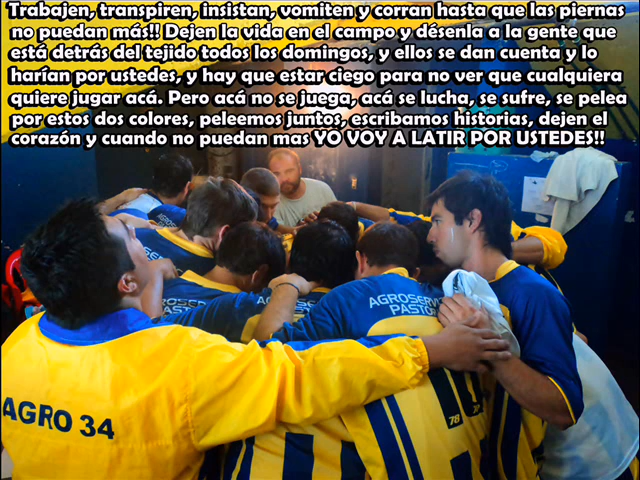 Trabajen, transpiren, insistan, vomiten y corran hasta que las piernas
no puedan más!! Dejen la vida en el campo y désenla a la gente que
está detrás del tejido todos los domingos, y ellos se dan cuenta y lo
harían por ustedes, y hay que estar ciego para no ver que cualquiera
quiere jugar acá. Pero acá no se juega, acá se lucha, se sufre, se pelea
por estos dos colores, peleemos juntos, escribamos historias, dejen el
corazón y cuando no puedan mas YO VOY A LATIR POR USTEDES!!
AGROSERV
PASTO
AGROSERVI
PASTOR
AGRO 34
78